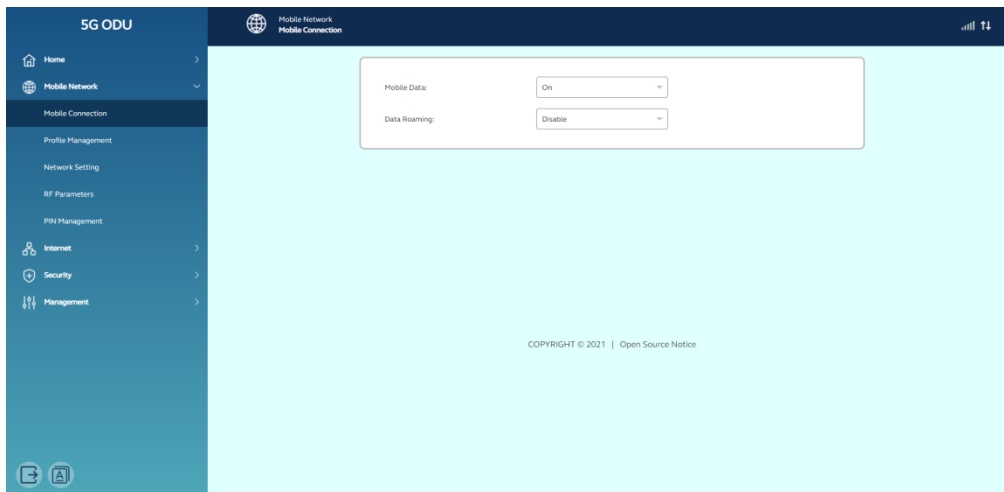 5G ODU
Home
Mobile Network
Mobile Connection
Profile Management
Network Setting
RF Parameters
PIN Management
Internet
Security
Management
A
Mobile Network
Mobile Connection
Mobile Data: On
Data Roaming: Disable
COPYRIGHT © 2021 | Open Source Notice